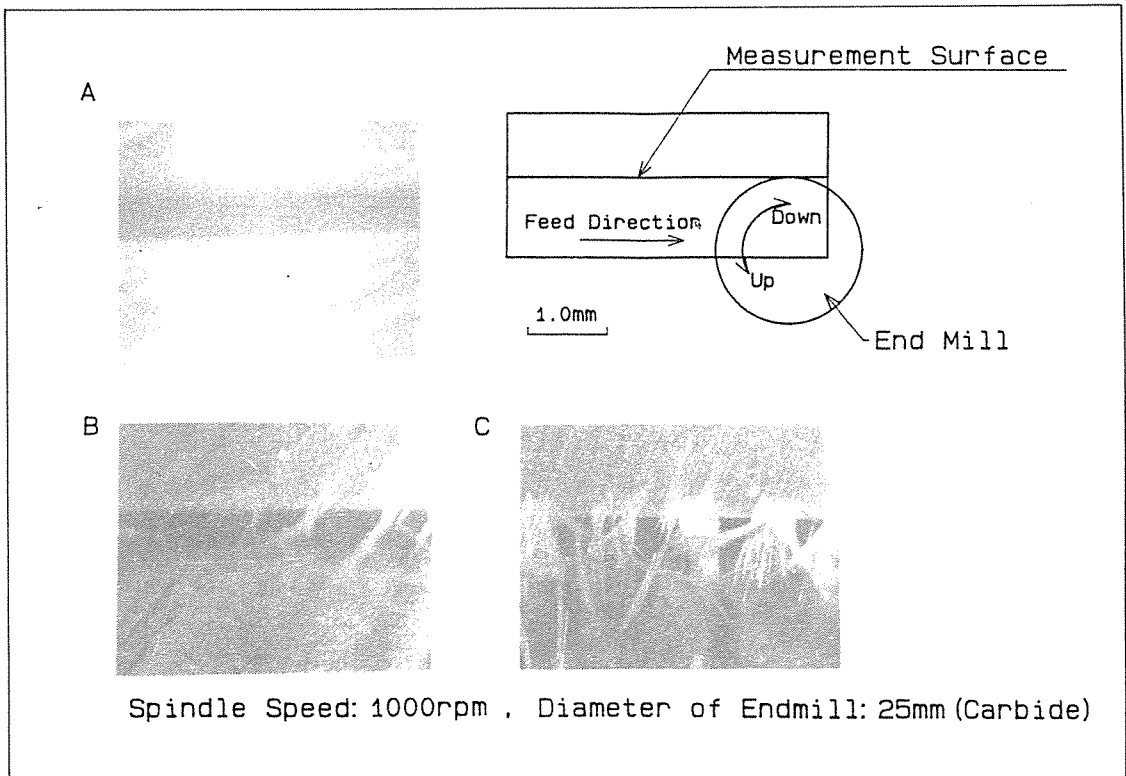 Measurement Surface
A
Feed Direction
Down
Up
1.0mm
End Mill
B
C
Spindle Speed: 1000rpm , Diameter of Endmill: 25mm (Carbide)